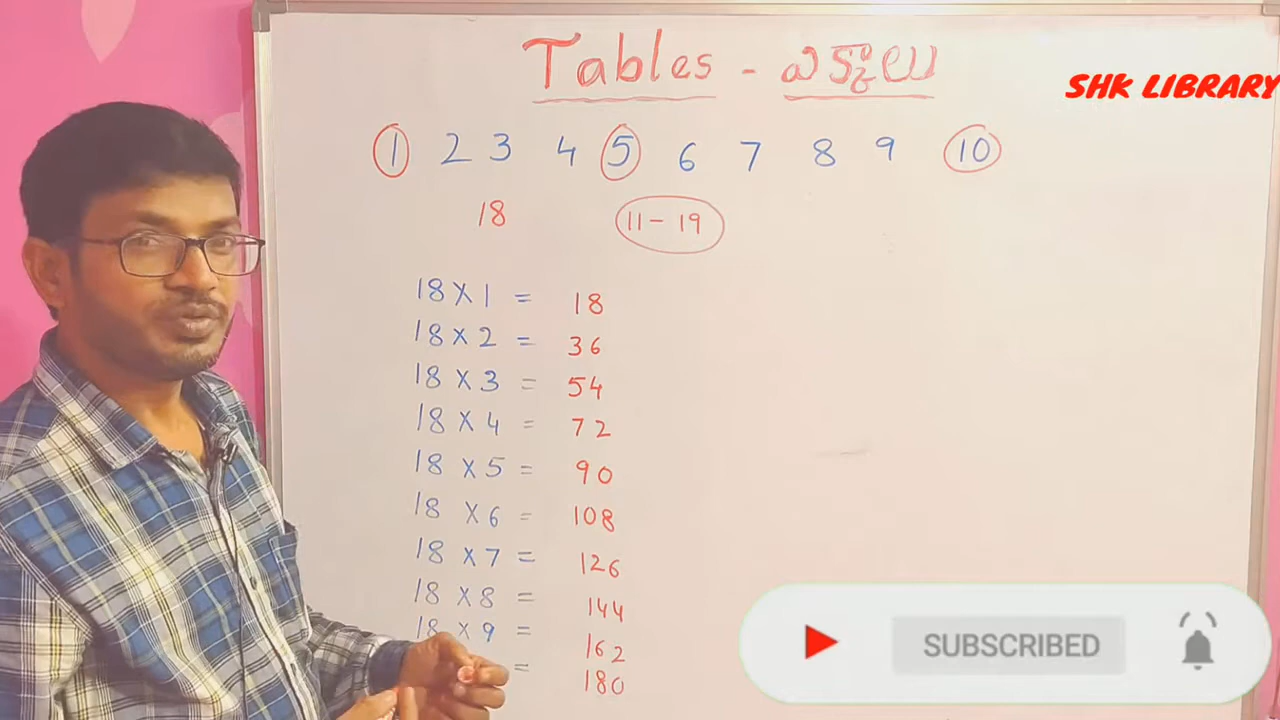 Tables - ఎక్కాలు
SHK LIBRARY
1 2 3 4 5 6 7 8 9 10
18 11 - 19
18 X 1 = 18
18 X 2 = 36
18 X 3 = 54
18 X 4 = 72
18 X 5 = 90
18 X 6 = 108
18 X 7 = 126
18 X 8 = 144
18 X 9 = 162
= 180
SUBSCRIBED